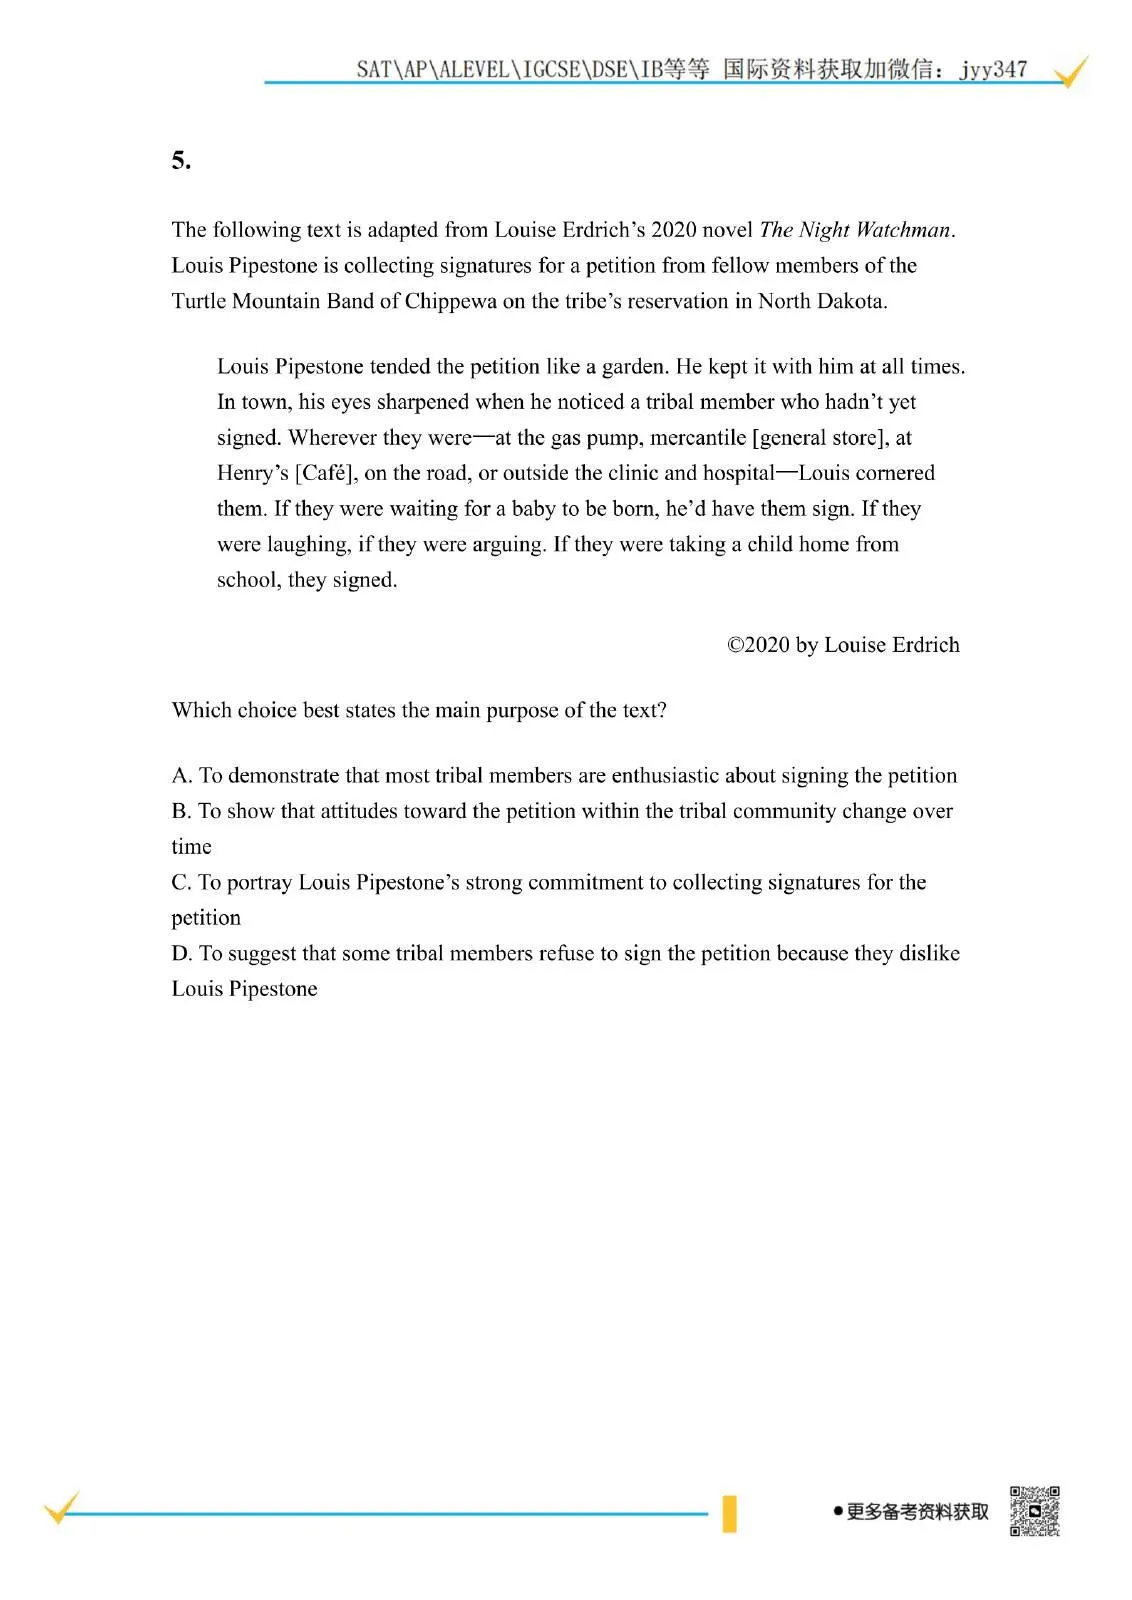 SAT\AP\ALEVEL\IGCSE\DSE\IB等等 国际资料获取加微信：jyy347
5.
The following text is adapted from Louise Erdrich’s 2020 novel The Night Watchman.
Louis Pipestone is collecting signatures for a petition from fellow members of the
Turtle Mountain Band of Chippewa on the tribe’s reservation in North Dakota.
Louis Pipestone tended the petition like a garden. He kept it with him at all times.
In town, his eyes sharpened when he noticed a tribal member who hadn’t yet
signed. Wherever they were—at the gas pump, mercantile [general store], at
Henry’s [Café], on the road, or outside the clinic and hospital—Louis cornered
them. If they were waiting for a baby to be born, he’d have them sign. If they
were laughing, if they were arguing. If they were taking a child home from
school, they signed.
©2020 by Louise Erdrich
Which choice best states the main purpose of the text?
A. To demonstrate that most tribal members are enthusiastic about signing the petition
B. To show that attitudes toward the petition within the tribal community change over
time
C. To portray Louis Pipestone’s strong commitment to collecting signatures for the
petition
D. To suggest that some tribal members refuse to sign the petition because they dislike
Louis Pipestone
●更多备考资料获取